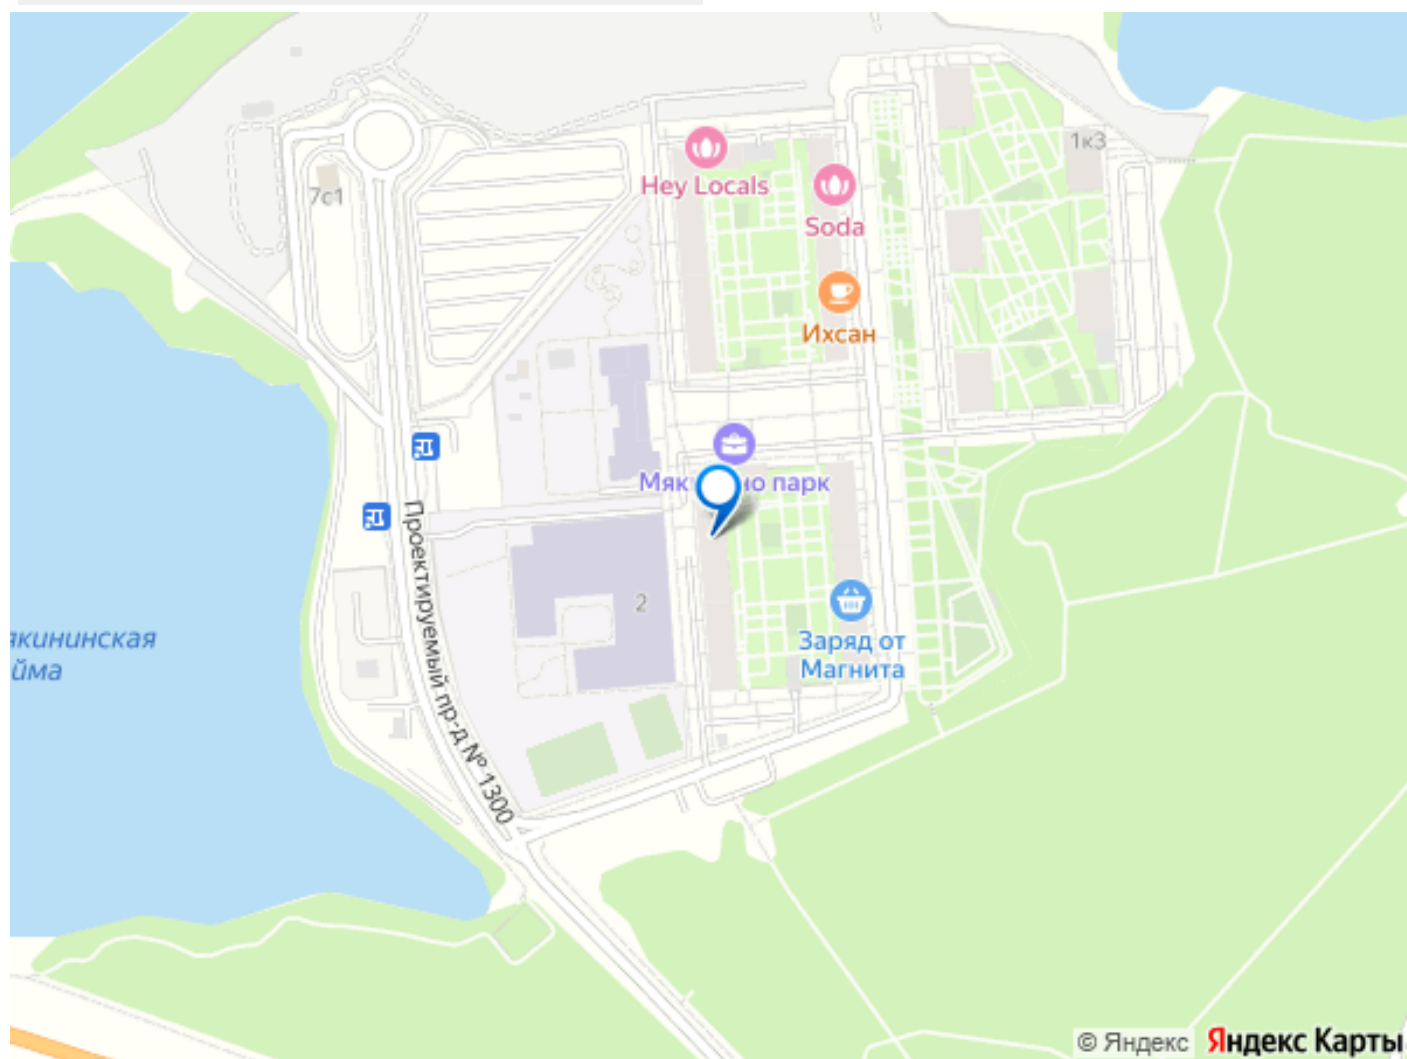 1к3
7с1
Hey Locals
Soda
Ихсан
Мяк
но парк
Проектируемый пр-д № 1300
2
Заряд от
Магнита
якининская
йма
© Яндекс
Яндекс Карты